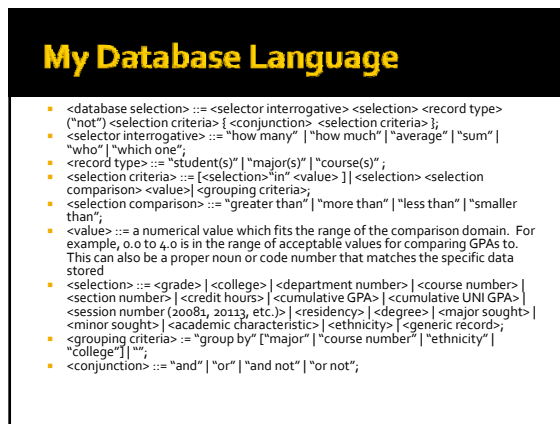 My Database Language
<database selection> ::= <selector interrogative> <selection> <record type>
(“not”) <selection criteria> { <conjunction>  <selection criteria> };
<selector interrogative> ::= “how many”  | “how much” | “average” | “sum” |
“who” | “which one”;
<record type> ::= “student(s)” | “major(s)” | “course(s)” ;
<selection criteria> ::= [<selection>“in” <value> ] | <selection> <selection
comparison> <value>| <grouping criteria>;
<selection comparison> ::= “greater than” | “more than” | “less than” | “smaller
than”;
<value> ::= a numerical value which fits the range of the comparison domain.  For
example, 0.0 to 4.0 is in the range of acceptable values for comparing GPAs to.
This can also be a proper noun or code number that matches the specific data
stored
<selection> ::= <grade> | <college> | <department number> | <course number> |
<section number> | <credit hours> | <cumulative GPA> | <cumulative UNI GPA> |
<session number (20081, 20113, etc.)> | <residency> | <degree> | <major sought> |
<minor sought> | <academic characteristic> | <ethnicity> | <generic record>;
<grouping criteria> := “group by” [“major” | “course number” | “ethnicity” |
“college”] | “”;
<conjunction> ::= “and” | “or” | “and not” | “or not”;